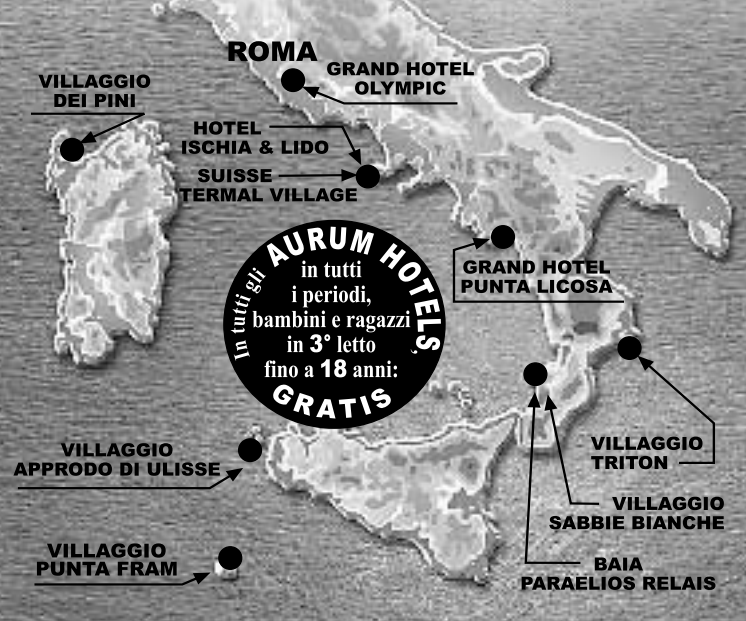 ROMA
GRAND HOTEL
OLYMPIC
VILLAGGIO
DEI PINI
HOTEL
ISCHIA & LIDO
SUISSE
TERMAL VILLAGE
In tutti gli AURUM HOTELS,
in tutti
i periodi,
bambini e ragazzi
in 3° letto
fino a 18 anni:
GRATIS
GRAND HOTEL
PUNTA LICOSA
VILLAGGIO
TRITON
VILLAGGIO
APPRODO DI ULISSE
VILLAGGIO
SABBIE BIANCHE
VILLAGGIO
PUNTA FRAM
BAIA
PARAELIOS RELAIS